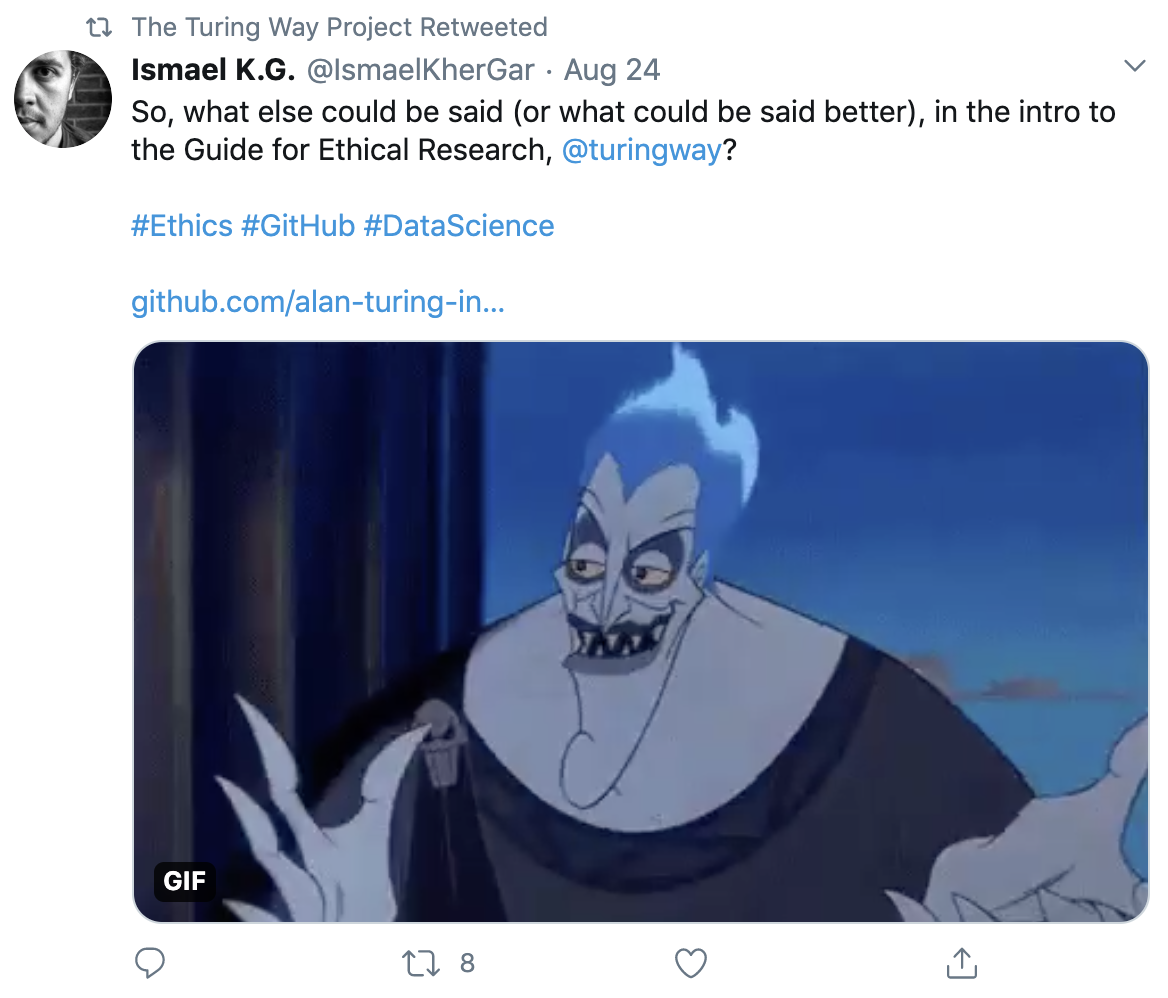 The Turing Way Project Retweeted
Ismael K.G. @IsmaelKherGar · Aug 24
So, what else could be said (or what could be said better), in the intro to
the Guide for Ethical Research, @turingway?
#Ethics #GitHub #DataScience
github.com/alan-turing-in...
GIF
8